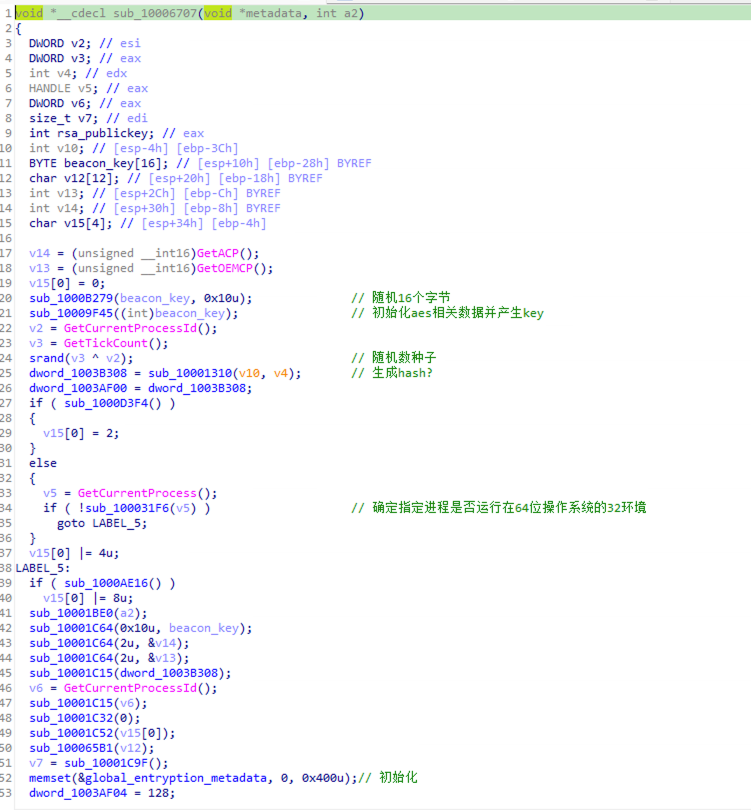 1 void *__cdecl sub_10006707(void *metadata, int a2)
2 {
3 DWORD v2; // esi
4 DWORD v3; // eax
5 int v4; // edx
6 HANDLE v5; // eax
7 DWORD v6; // eax
8 size_t v7; // edi
9 int rsa_publickey; // eax
10 int v10; // [esp-4h] [ebp-3Ch]
11 BYTE beacon_key[16]; // [esp+10h] [ebp-28h] BYREF
12 char v12[12]; // [esp+20h] [ebp-18h] BYREF
13 int v13; // [esp+2Ch] [ebp-Ch] BYREF
14 int v14; // [esp+30h] [ebp-8h] BYREF
15 char v15[4]; // [esp+34h] [ebp-4h]
16
17 v14 = (unsigned __int16)GetACP();
18 v13 = (unsigned __int16)GetOEMCP();
19 v15[0] = 0;
20 sub_1000B279(beacon_key, 0x10u); // 随机16个字节
21 sub_10009F45((int)beacon_key); // 初始化aes相关数据并产生key
22 v2 = GetCurrentProcessId();
23 v3 = GetTickCount();
24 srand(v3 ^ v2); // 随机数种子
25 dword_1003B308 = sub_10001310(v10, v4); // 生成hash?
26 dword_1003AF00 = dword_1003B308;
27 if ( sub_1000D3F4() )
28 {
29 v15[0] = 2;
30 }
31 else
32 {
33 v5 = GetCurrentProcess();
34 if ( !sub_100031F6(v5) ) // 确定指定进程是否运行在64位操作系统的32环境
35 goto LABEL_5;
36 }
37 v15[0] |= 4u;
38 LABEL_5:
39 if ( sub_1000AE16() )
40 v15[0] |= 8u;
41 sub_10001BE0(a2);
42 sub_10001C64(0x10u, beacon_key);
43 sub_10001C64(2u, &v14);
44 sub_10001C64(2u, &v13);
45 sub_10001C15(dword_1003B308);
46 v6 = GetCurrentProcessId();
47 sub_10001C15(v6);
48 sub_10001C32(0);
49 sub_10001C52(v15[0]);
50 sub_100065B1(v12);
51 v7 = sub_10001C9F();
52 memset(&global_entryption_metadata, 0, 0x400u);// 初始化
53 dword_1003AF04 = 128;